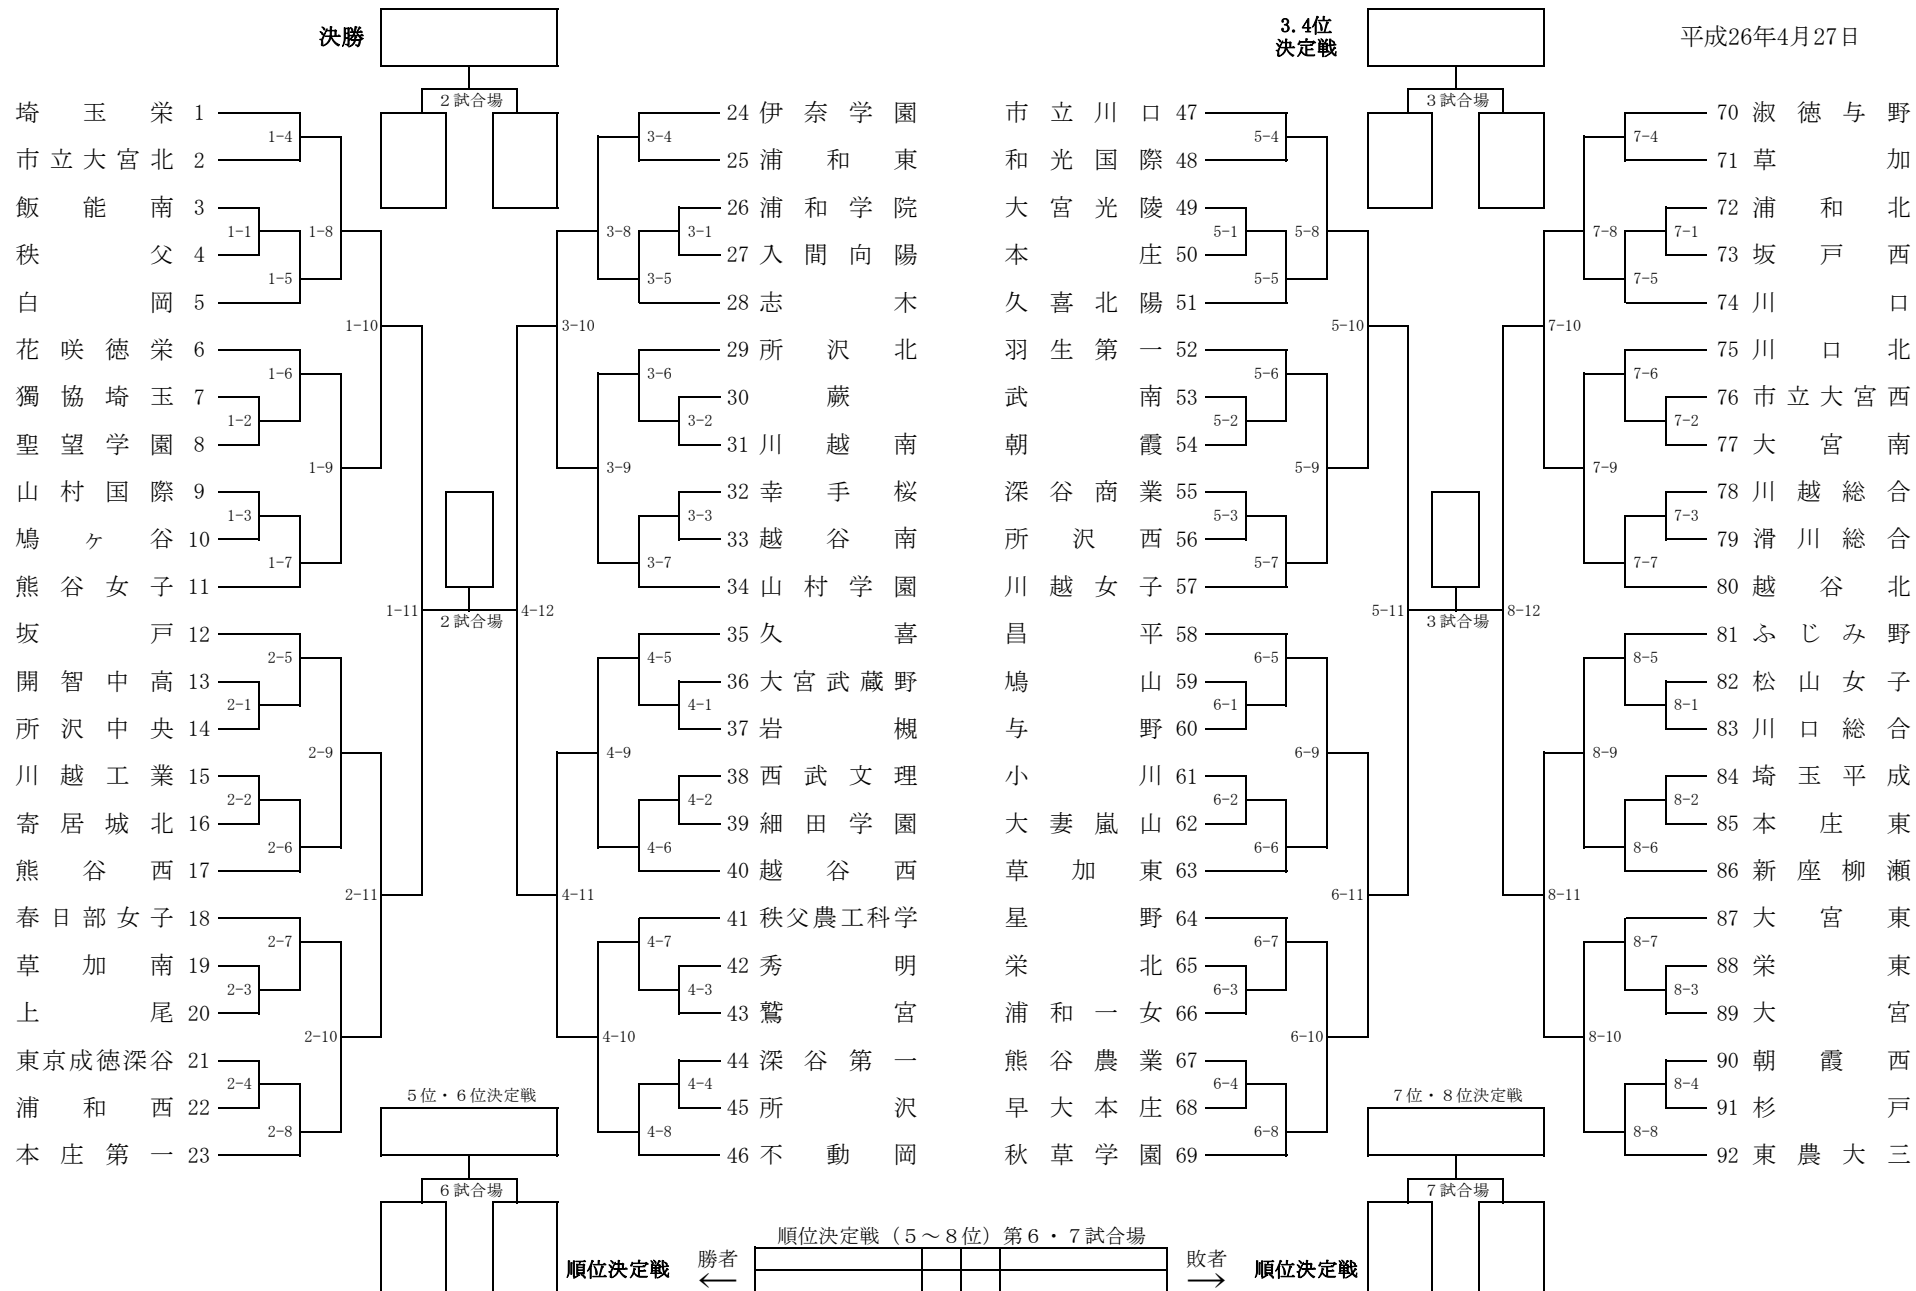 決勝
3.4位
決定戦
平成26年4月27日
2試合場
3試合場
埼玉栄 1
1-4
市立大宮北 2
飯能南 3
1-1
1-8
秩父 4
1-5
白岡 5
1-10
花咲徳栄 6
1-6
獨協埼玉 7
1-2
聖望学園 8
1-9
山村国際 9
1-3
鳩ヶ谷 10
1-7
熊谷女子 11
1-11
坂戸 12
2-5
開智中高 13
2-1
所沢中央 14
2-9
川越工業 15
2-2
寄居城北 16
2-6
熊谷西 17
2-11
春日部女子 18
2-7
草加南 19
2-3
上尾 20
2-10
東京成徳深谷 21
2-4
浦和西 22
2-8
本庄第一 23
2試合場
24 伊奈学園
3-4
25 浦和東
26 浦和学院
3-8
3-1
27 入間向陽
3-5
28 志木
3-10
29 所沢北
3-6
30 蕨
3-2
31 川越南
3-9
32 幸手桜
3-3
33 越谷南
3-7
34 山村学園
4-12
35 久喜
4-5
36 大宮武蔵野
4-1
37 岩槻
4-9
38 西武文理
4-2
39 細田学園
4-6
40 越谷西
4-11
41 秩父農工科学
4-7
42 秀明
4-3
43 鷲宮
4-10
44 深谷第一
4-4
45 所沢
4-8
46 不動岡
市立川口 47
5-4
和光国際 48
大宮光陵 49
5-1
5-8
本庄 50
5-5
久喜北陽 51
5-10
羽生第一 52
5-6
武南 53
5-2
朝霞 54
5-9
深谷商業 55
5-3
所沢西 56
5-7
川越女子 57
5-11
昌平 58
6-5
鳩山 59
6-1
与野 60
6-9
小川 61
6-2
大妻嵐山 62
6-6
草加東 63
6-11
星野 64
6-7
栄北 65
6-3
浦和一女 66
6-10
熊谷農業 67
6-4
早大本庄 68
6-8
秋草学園 69
3試合場
70 淑徳与野
7-4
71 草加
72 浦和北
7-8
7-1
73 坂戸西
7-5
74 川口
7-10
75 川口北
7-6
76 市立大宮西
7-2
77 大宮南
7-9
78 川越総合
7-3
79 滑川総合
7-7
80 越谷北
8-12
81 ふじみ野
8-5
82 松山女子
8-1
83 川口総合
8-9
84 埼玉平成
8-2
85 本庄東
8-6
86 新座柳瀬
8-11
87 大宮東
8-7
88 栄東
8-3
89 大宮
8-10
90 朝霞西
8-4
91 杉戸
8-8
92 東農大三
5位・6位決定戦
6試合場
7位・8位決定戦
7試合場
順位決定戦（5～8位）第6・7試合場
順位決定戦 勝者 ←
敗者 → 順位決定戦